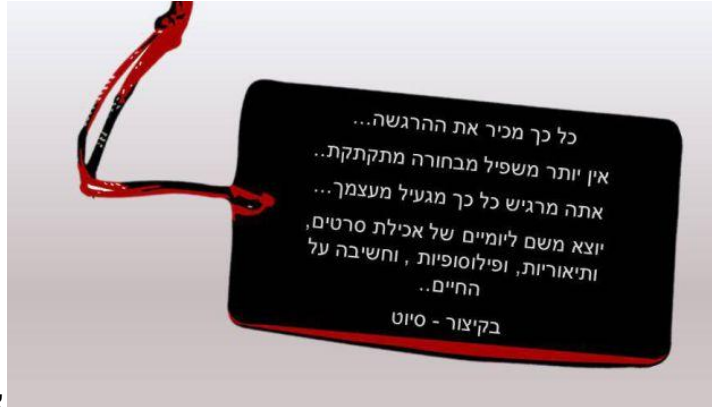 כל כך מכיר את ההרגשה...
אין יותר משפיל מבחורה מתקתקת..
אתה מרגיש כל כך מגעיל מעצמך...
יוצא משם ליומיים של אכילת סרטים,
ותיאוריות, ופילוסופיות , וחשיבה על
החיים..
בקיצור - סיוט